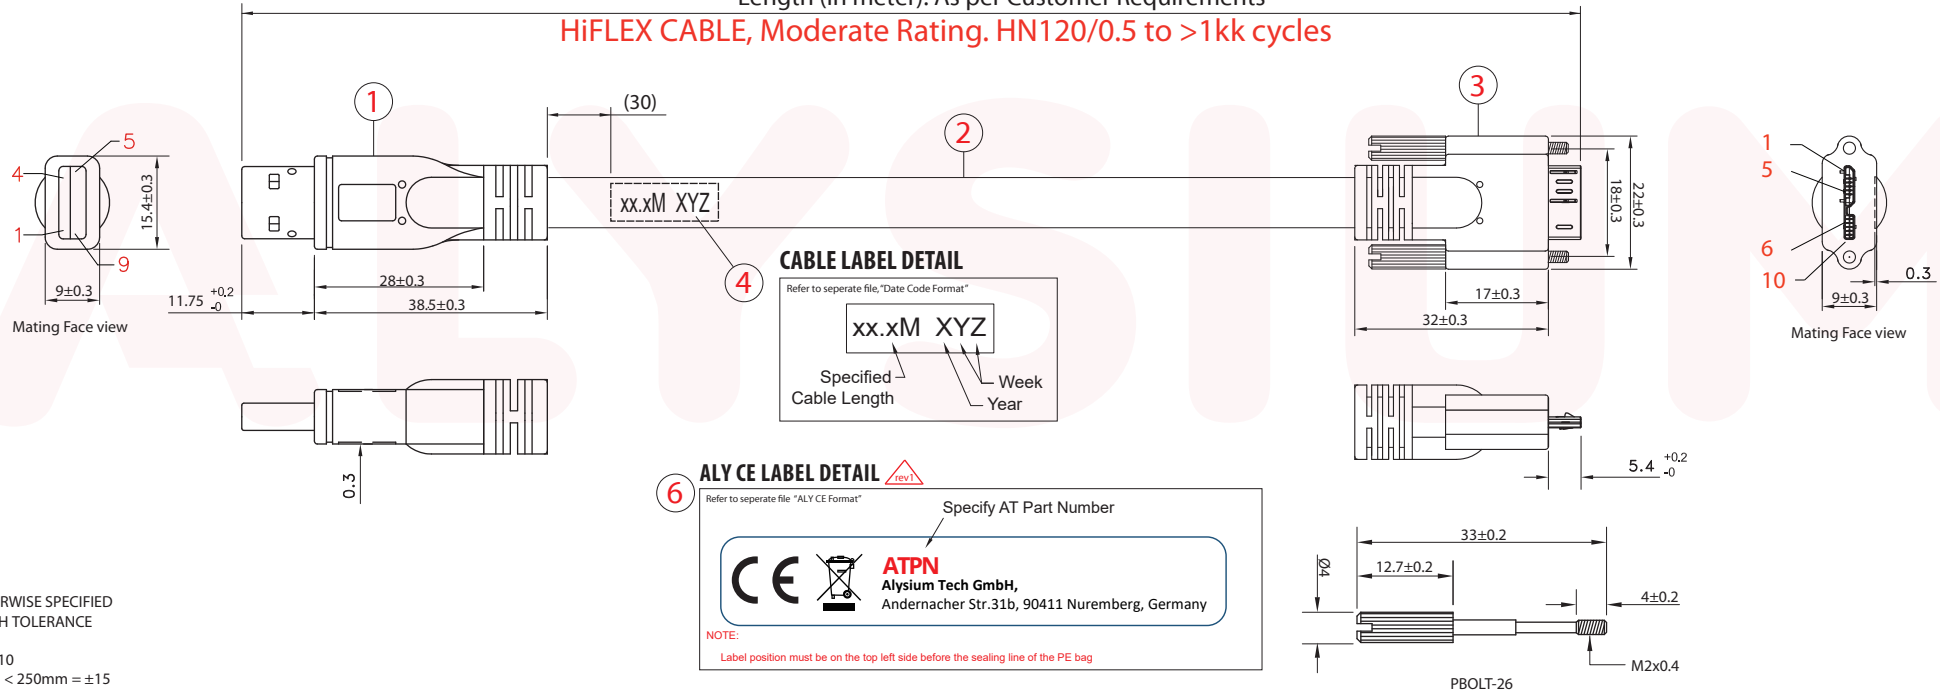 Length (in meter): As per Customer Requirements
HiFLEX CABLE, Moderate Rating. HN120/0.5 to >1kk cycles
ALYSIUM
1
(30)
2
3
5
4
1
9
15.4±0.3
9±0.3
Mating Face view
11.75 +0.2 -0
28±0.3
38.5±0.3
xx.xM XYZ
4
18±0.3
22±0.3
17±0.3
32±0.3
1
5
6
10
0.3
9±0.3
Mating Face view
CABLE LABEL DETAIL
Refer to seperate file,"Date Code Format"
xx.xM XYZ
Specified
Cable Length
Week
Year
0.3
5.4 +0.2 -0
6
ALY CE LABEL DETAIL rev1
Refer to seperate file "ALY CE Format"
Specify AT Part Number
CE
ATPN
Alysium Tech GmbH,
Andernacher Str.31b, 90411 Nuremberg, Germany
NOTE:
Label position must be on the top left side before the sealing line of the PE bag
33±0.2
12.7±0.2
Ø4
4±0.2
M2x0.4
PBOLT-26
RWISE SPECIFIED
H TOLERANCE
10
< 250mm = ±15